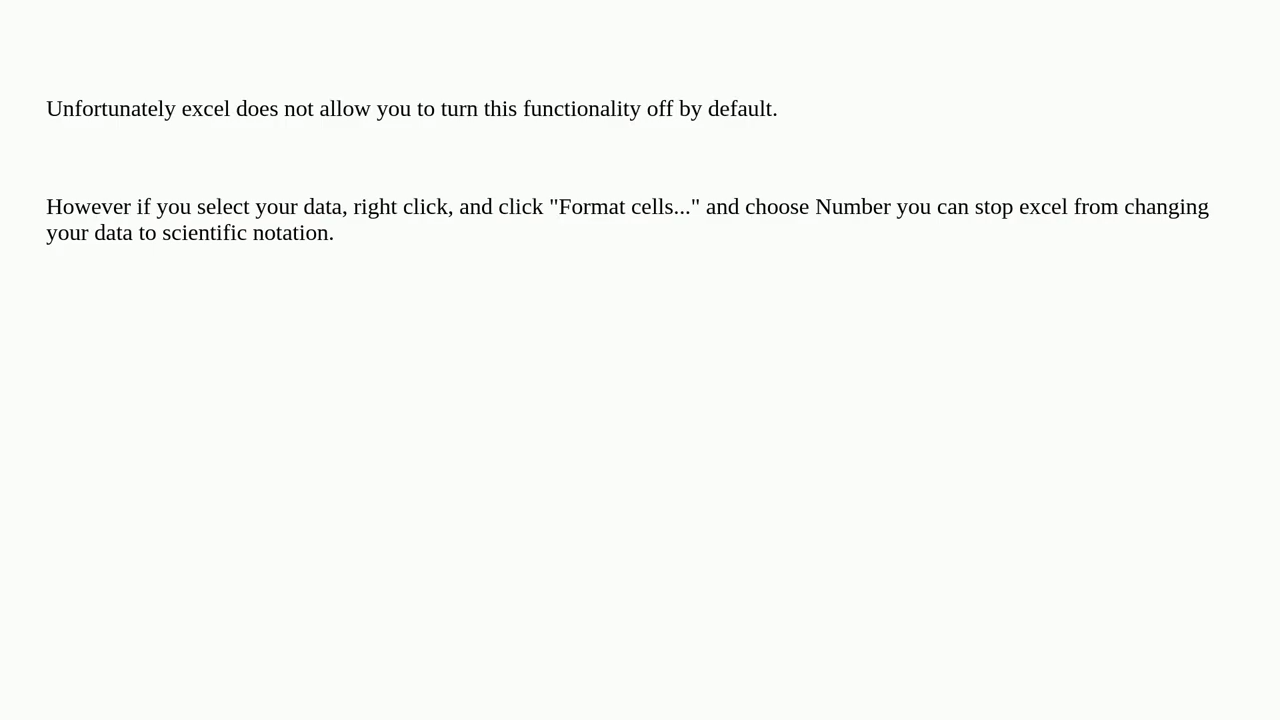 Unfortunately excel does not allow you to turn this functionality off by default.
However if you select your data, right click, and click "Format cells..." and choose Number you can stop excel from changing
your data to scientific notation.